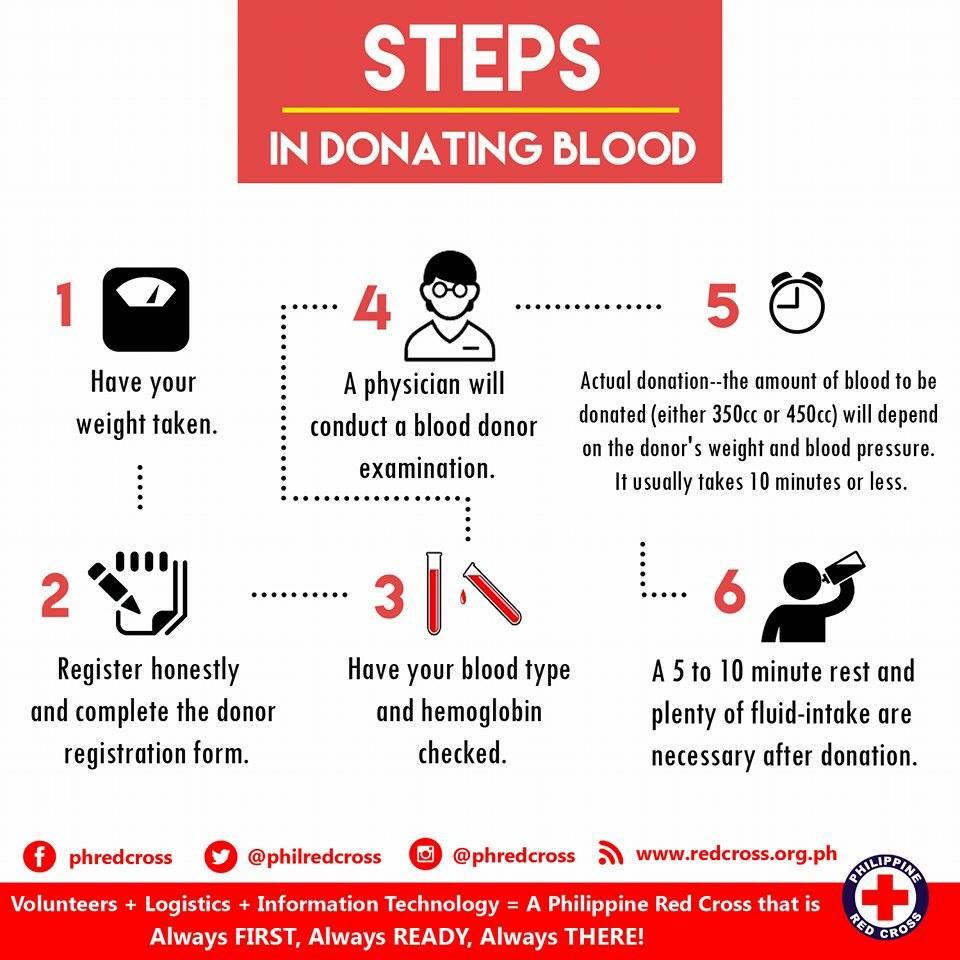 STEPS
IN DONATING BLOOD
1
Have your
weight taken.
2
Register honestly
and complete the donor
registration form.
3
Have your blood type
and hemoglobin
checked.
4
A physician will
conduct a blood donor
examination.
5
Actual donation--the amount of blood to be
donated (either 350cc or 450cc) will depend
on the donor's weight and blood pressure.
It usually takes 10 minutes or less.
6
A 5 to 10 minute rest and
plenty of fluid-intake are
necessary after donation.
phredcross @philredcross @phredcross www.redcross.org.ph
Volunteers + Logistics + Information Technology = A Philippine Red Cross that is
Always FIRST, Always READY, Always THERE!
PHILIPPINE
RED CROSS